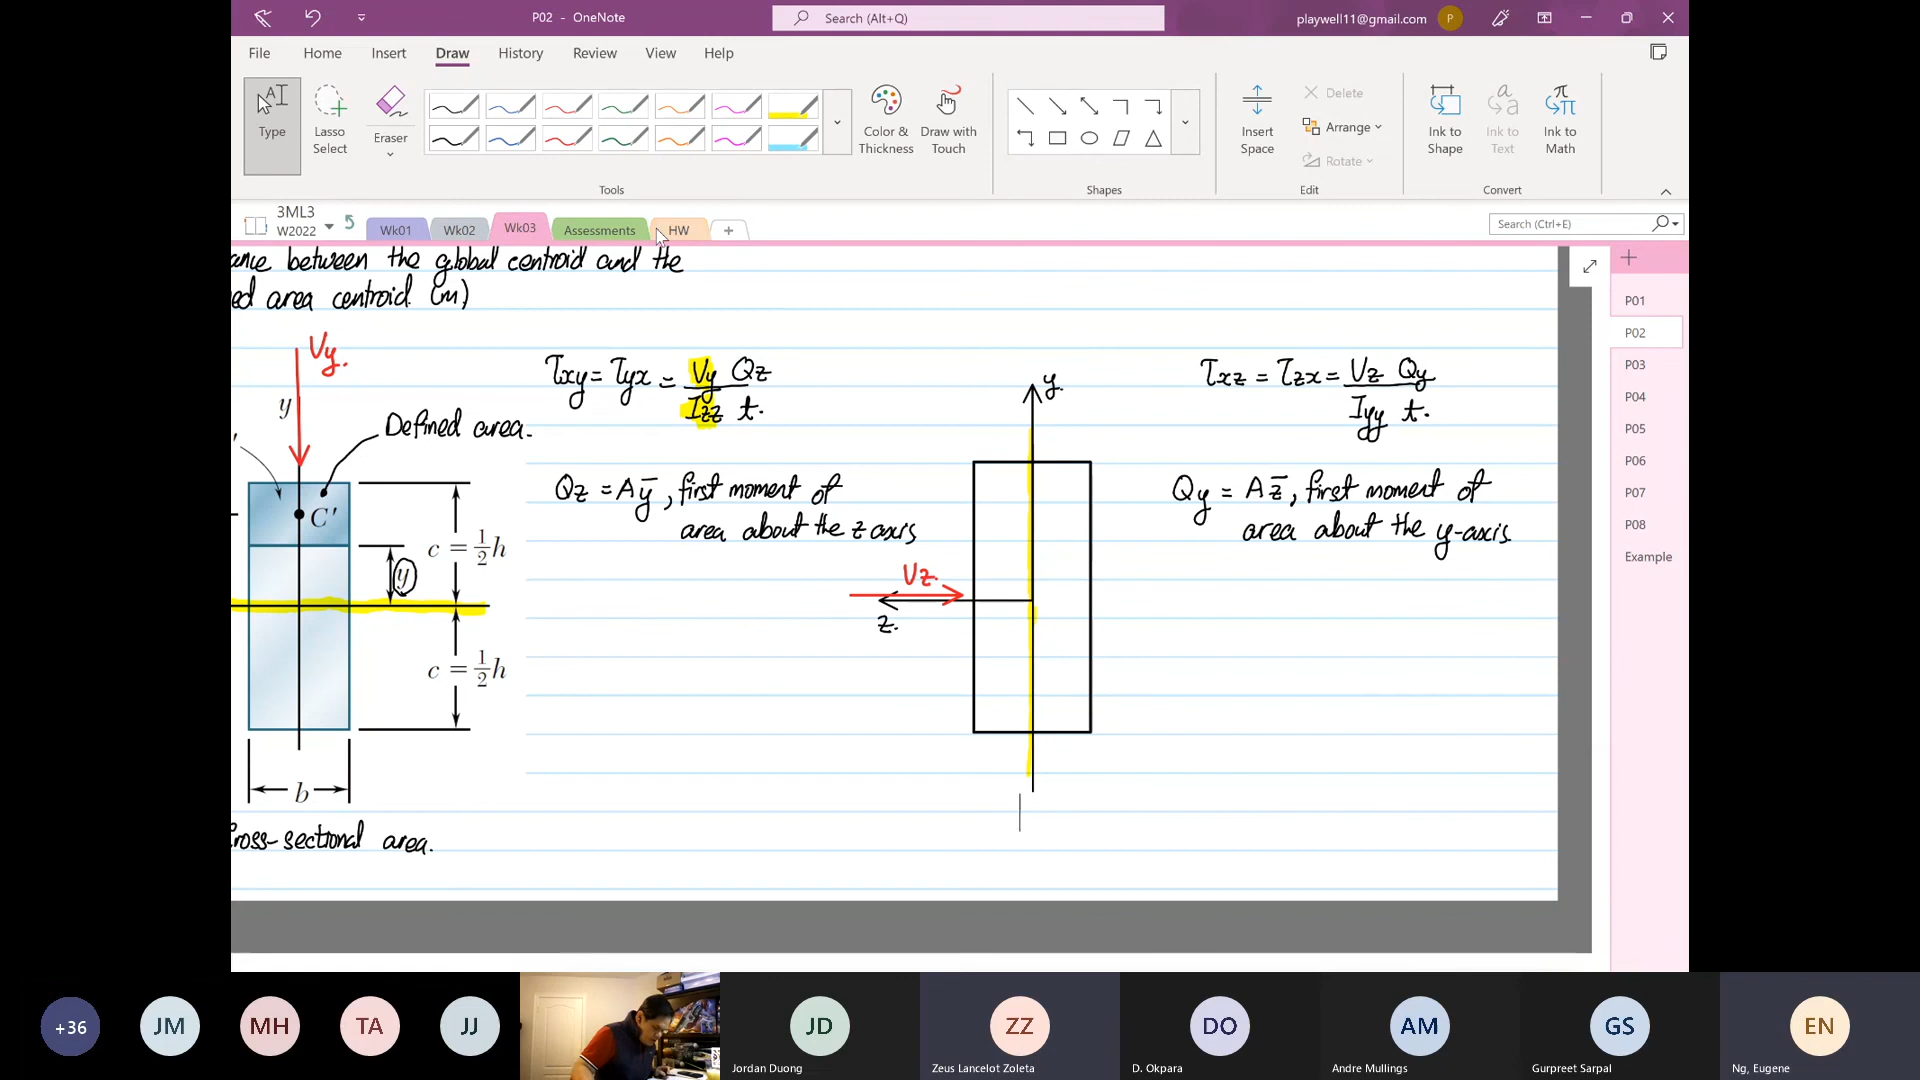 P02 - OneNote
Search (Alt+Q)
playwell11@gmail.com
P
File
Home
Insert
Draw
History
Review
View
Help
Type
Lasso Select
Eraser
Color & Thickness
Draw with Touch
Insert Space
Delete
Arrange
Rotate
Ink to Shape
Ink to Text
Ink to Math
Tools
Shapes
Edit
Convert
3ML3
W2022
Wk01
Wk02
Wk03
Assessments
HW
Search (Ctrl+E)
P01
P02
P03
P04
P05
P06
P07
P08
Example
ance between the global centroid and the
ed area centroid (m)
Vy.
y
Defined area.
C'
c = 1/2 h
y
c = 1/2 h
b
Cross-sectional area.
τxy = τyx = Vy Qz / Izz t.
Qz = Aȳ, first moment of
area about the z axis
y.
Vz.
z.
τxz = τzx = Vz Qy / Iyy t.
Qy = A z̄, first moment of
area about the y-axis.
+36
JM
MH
TA
JJ
JD
Jordan Duong
ZZ
Zeus Lancelot Zoleta
DO
D. Okpara
AM
Andre Mullings
GS
Gurpreet Sarpal
EN
Ng, Eugene